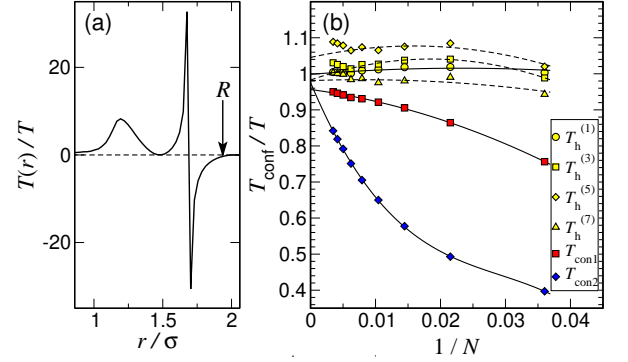 (a)
T(r) / T
20
0
-20
R
1
1.5
2
r / σ
(b)
T_conf / T
1.1
1
0.9
0.8
0.7
0.6
0.5
0.4
T_h^(1)
T_h^(3)
T_h^(5)
T_h^(7)
T_con1
T_con2
0
0.01
0.02
0.03
0.04
1 / N